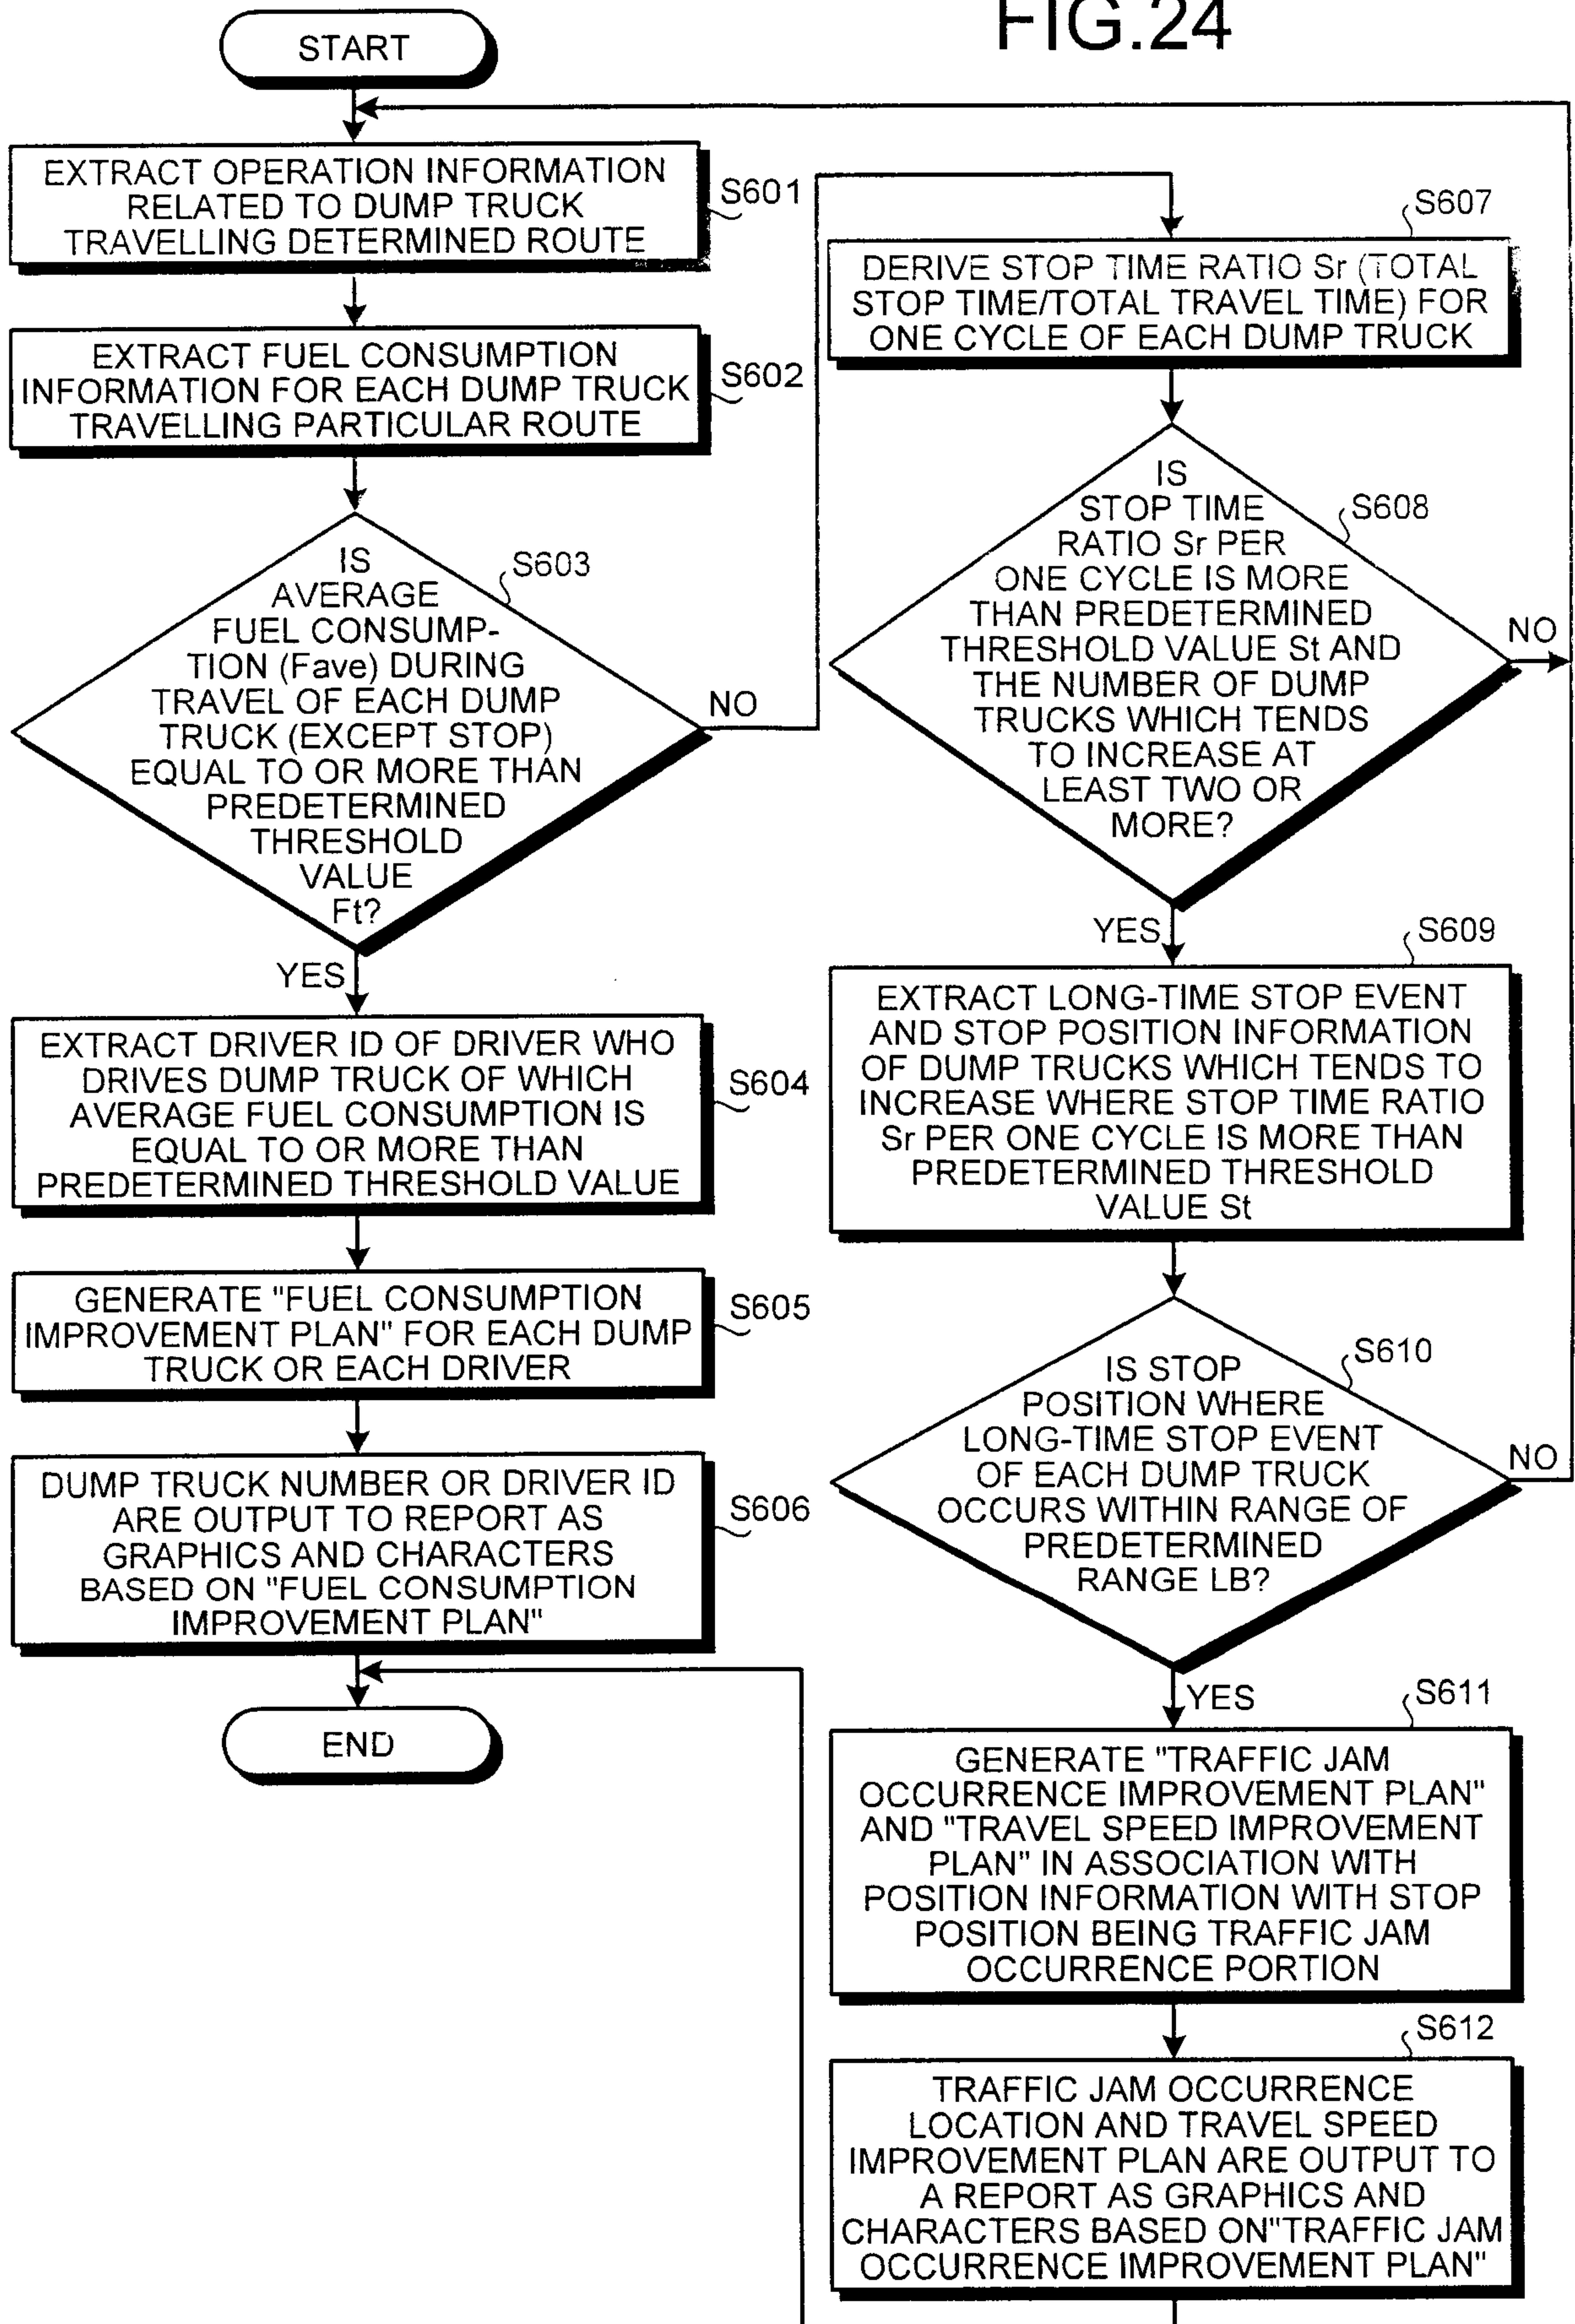 FIG.24
START
EXTRACT OPERATION INFORMATION
RELATED TO DUMP TRUCK
TRAVELLING DETERMINED ROUTE
S601
EXTRACT FUEL CONSUMPTION
INFORMATION FOR EACH DUMP TRUCK
TRAVELLING PARTICULAR ROUTE
S602
IS
AVERAGE
FUEL CONSUMP-
TION (Fave) DURING
TRAVEL OF EACH DUMP
TRUCK (EXCEPT STOP)
EQUAL TO OR MORE THAN
PREDETERMINED
THRESHOLD
VALUE
Ft?
S603
NO
YES
EXTRACT DRIVER ID OF DRIVER WHO
DRIVES DUMP TRUCK OF WHICH
AVERAGE FUEL CONSUMPTION IS
EQUAL TO OR MORE THAN
PREDETERMINED THRESHOLD VALUE
S604
GENERATE "FUEL CONSUMPTION
IMPROVEMENT PLAN" FOR EACH DUMP
TRUCK OR EACH DRIVER
S605
DUMP TRUCK NUMBER OR DRIVER ID
ARE OUTPUT TO REPORT AS
GRAPHICS AND CHARACTERS
BASED ON "FUEL CONSUMPTION
IMPROVEMENT PLAN"
S606
END
S607
DERIVE STOP TIME RATIO Sr (TOTAL
STOP TIME/TOTAL TRAVEL TIME) FOR
ONE CYCLE OF EACH DUMP TRUCK
IS
STOP TIME
RATIO Sr PER
ONE CYCLE IS MORE
THAN PREDETERMINED
THRESHOLD VALUE St AND
THE NUMBER OF DUMP
TRUCKS WHICH TENDS
TO INCREASE AT
LEAST TWO OR
MORE?
S608
NO
YES
S609
EXTRACT LONG-TIME STOP EVENT
AND STOP POSITION INFORMATION
OF DUMP TRUCKS WHICH TENDS TO
INCREASE WHERE STOP TIME RATIO
Sr PER ONE CYCLE IS MORE THAN
PREDETERMINED THRESHOLD
VALUE St
IS STOP
POSITION WHERE
LONG-TIME STOP EVENT
OF EACH DUMP TRUCK
OCCURS WITHIN RANGE OF
PREDETERMINED
RANGE LB?
S610
NO
YES
S611
GENERATE "TRAFFIC JAM
OCCURRENCE IMPROVEMENT PLAN"
AND "TRAVEL SPEED IMPROVEMENT
PLAN" IN ASSOCIATION WITH
POSITION INFORMATION WITH STOP
POSITION BEING TRAFFIC JAM
OCCURRENCE PORTION
S612
TRAFFIC JAM OCCURRENCE
LOCATION AND TRAVEL SPEED
IMPROVEMENT PLAN ARE OUTPUT TO
A REPORT AS GRAPHICS AND
CHARACTERS BASED ON"TRAFFIC JAM
OCCURRENCE IMPROVEMENT PLAN"